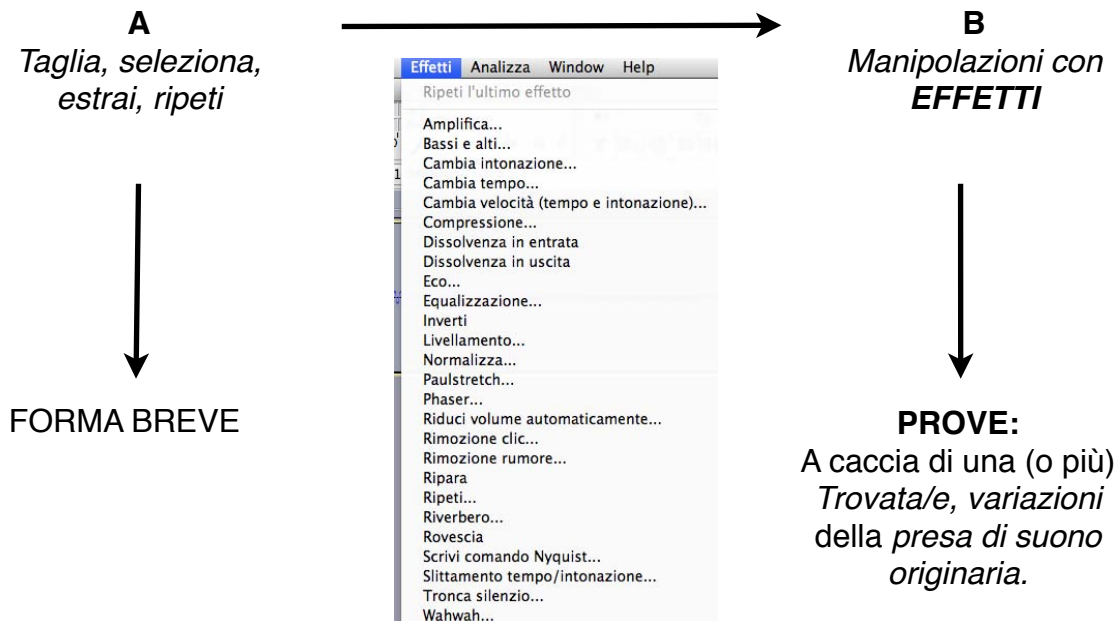 A
Taglia, seleziona,
estrai, ripeti
FORMA BREVE
Effetti Analizza Window Help
Ripeti l'ultimo effetto
Amplifica...
Bassi e alti...
Cambia intonazione...
Cambia tempo...
Cambia velocità (tempo e intonazione)...
Compressione...
Dissolvenza in entrata
Dissolvenza in uscita
Eco...
Equalizzazione...
Inverti
Livellamento...
Normalizza...
Paulstretch...
Phaser...
Riduci volume automaticamente...
Rimozione clic...
Rimozione rumore...
Ripara
Ripeti...
Riverbero...
Rovescia
Scrivi comando Nyquist...
Slittamento tempo/intonazione...
Tronca silenzio...
Wahwah...
B
Manipolazioni con
EFFETTI
PROVE:
A caccia di una (o più)
Trovata/e, variazioni
della presa di suono
originaria.